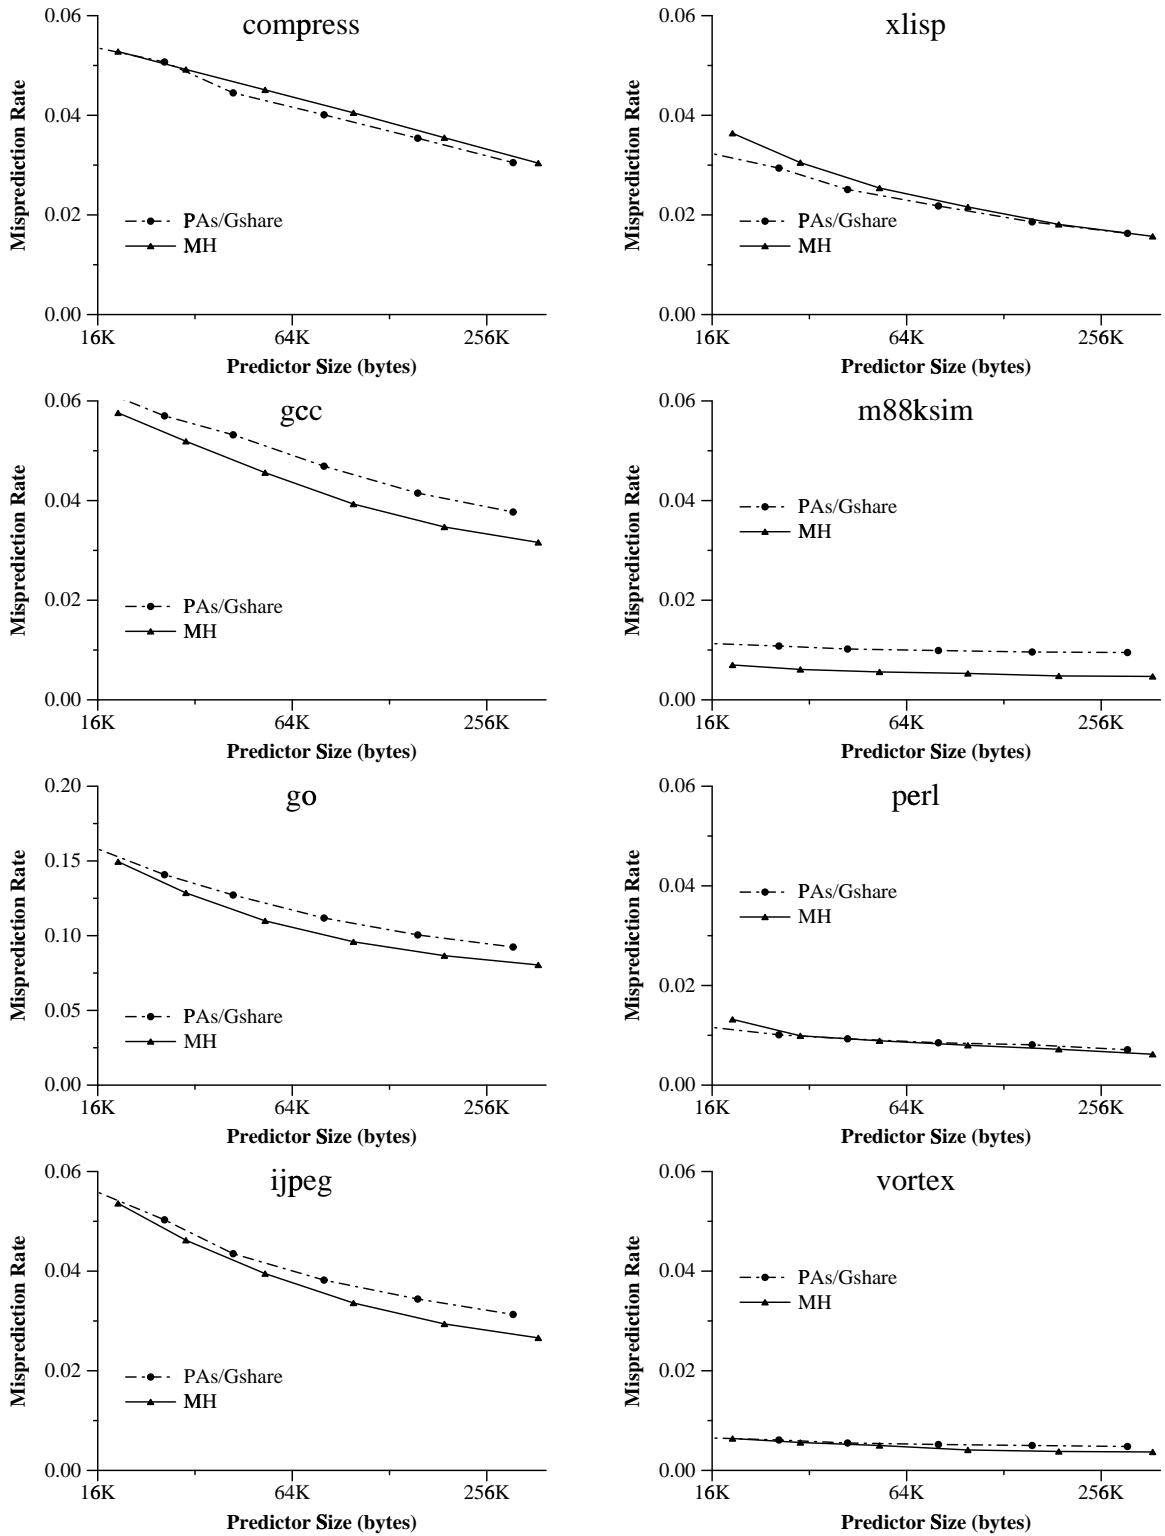 compress
0.06
0.04
0.02
0.00
Misprediction Rate
PAs/Gshare
MH
16K 64K 256K
Predictor Size (bytes)
xlisp
0.06
0.04
0.02
0.00
Misprediction Rate
PAs/Gshare
MH
16K 64K 256K
Predictor Size (bytes)
gcc
0.06
0.04
0.02
0.00
Misprediction Rate
PAs/Gshare
MH
16K 64K 256K
Predictor Size (bytes)
m88ksim
0.06
0.04
0.02
0.00
Misprediction Rate
PAs/Gshare
MH
16K 64K 256K
Predictor Size (bytes)
go
0.20
0.15
0.10
0.05
0.00
Misprediction Rate
PAs/Gshare
MH
16K 64K 256K
Predictor Size (bytes)
perl
0.06
0.04
0.02
0.00
Misprediction Rate
PAs/Gshare
MH
16K 64K 256K
Predictor Size (bytes)
ijpeg
0.06
0.04
0.02
0.00
Misprediction Rate
PAs/Gshare
MH
16K 64K 256K
Predictor Size (bytes)
vortex
0.06
0.04
0.02
0.00
Misprediction Rate
PAs/Gshare
MH
16K 64K 256K
Predictor Size (bytes)